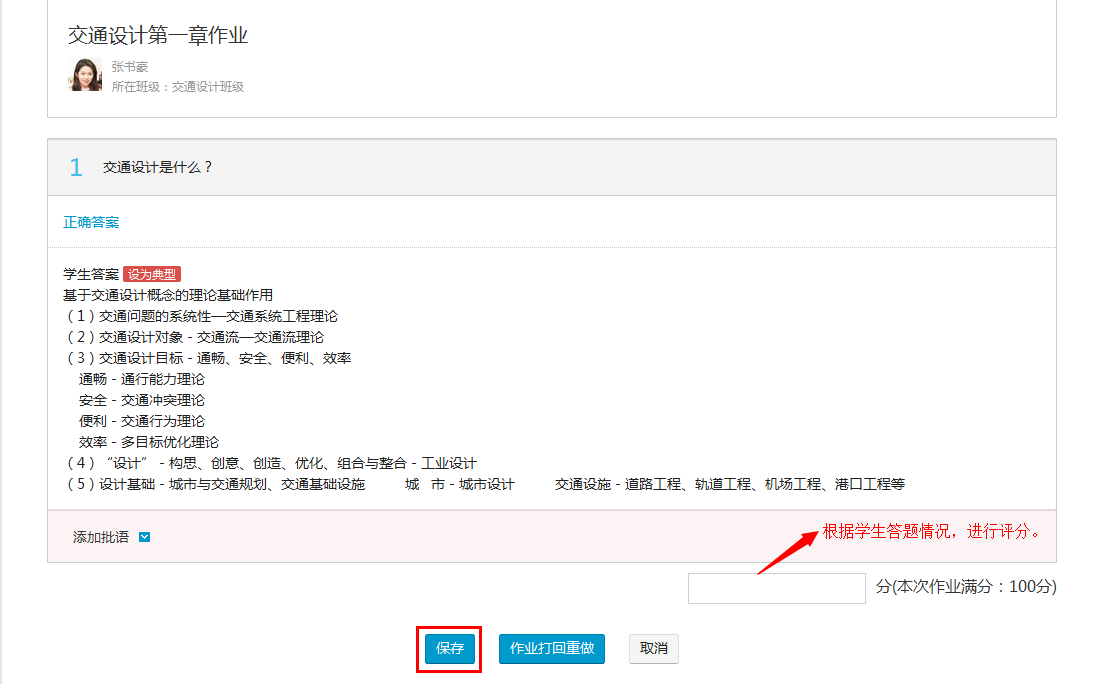 交通设计第一章作业
张书豪
所在班级：交通设计班级
1 交通设计是什么？
正确答案
学生答案 设为典型
基于交通设计概念的理论基础作用
（1）交通问题的系统性—交通系统工程理论
（2）交通设计对象 - 交通流—交通流理论
（3）交通设计目标 - 通畅、安全、便利、效率
通畅 - 通行能力理论
安全 - 交通冲突理论
便利 - 交通行为理论
效率 - 多目标优化理论
（4）“设计” - 构思、创意、创造、优化、组合与整合 - 工业设计
（5）设计基础 - 城市与交通规划、交通基础设施 城 市 - 城市设计 交通设施 - 道路工程、轨道工程、机场工程、港口工程等
添加批语
根据学生答题情况，进行评分。
分(本次作业满分：100分)
保存 作业打回重做 取消